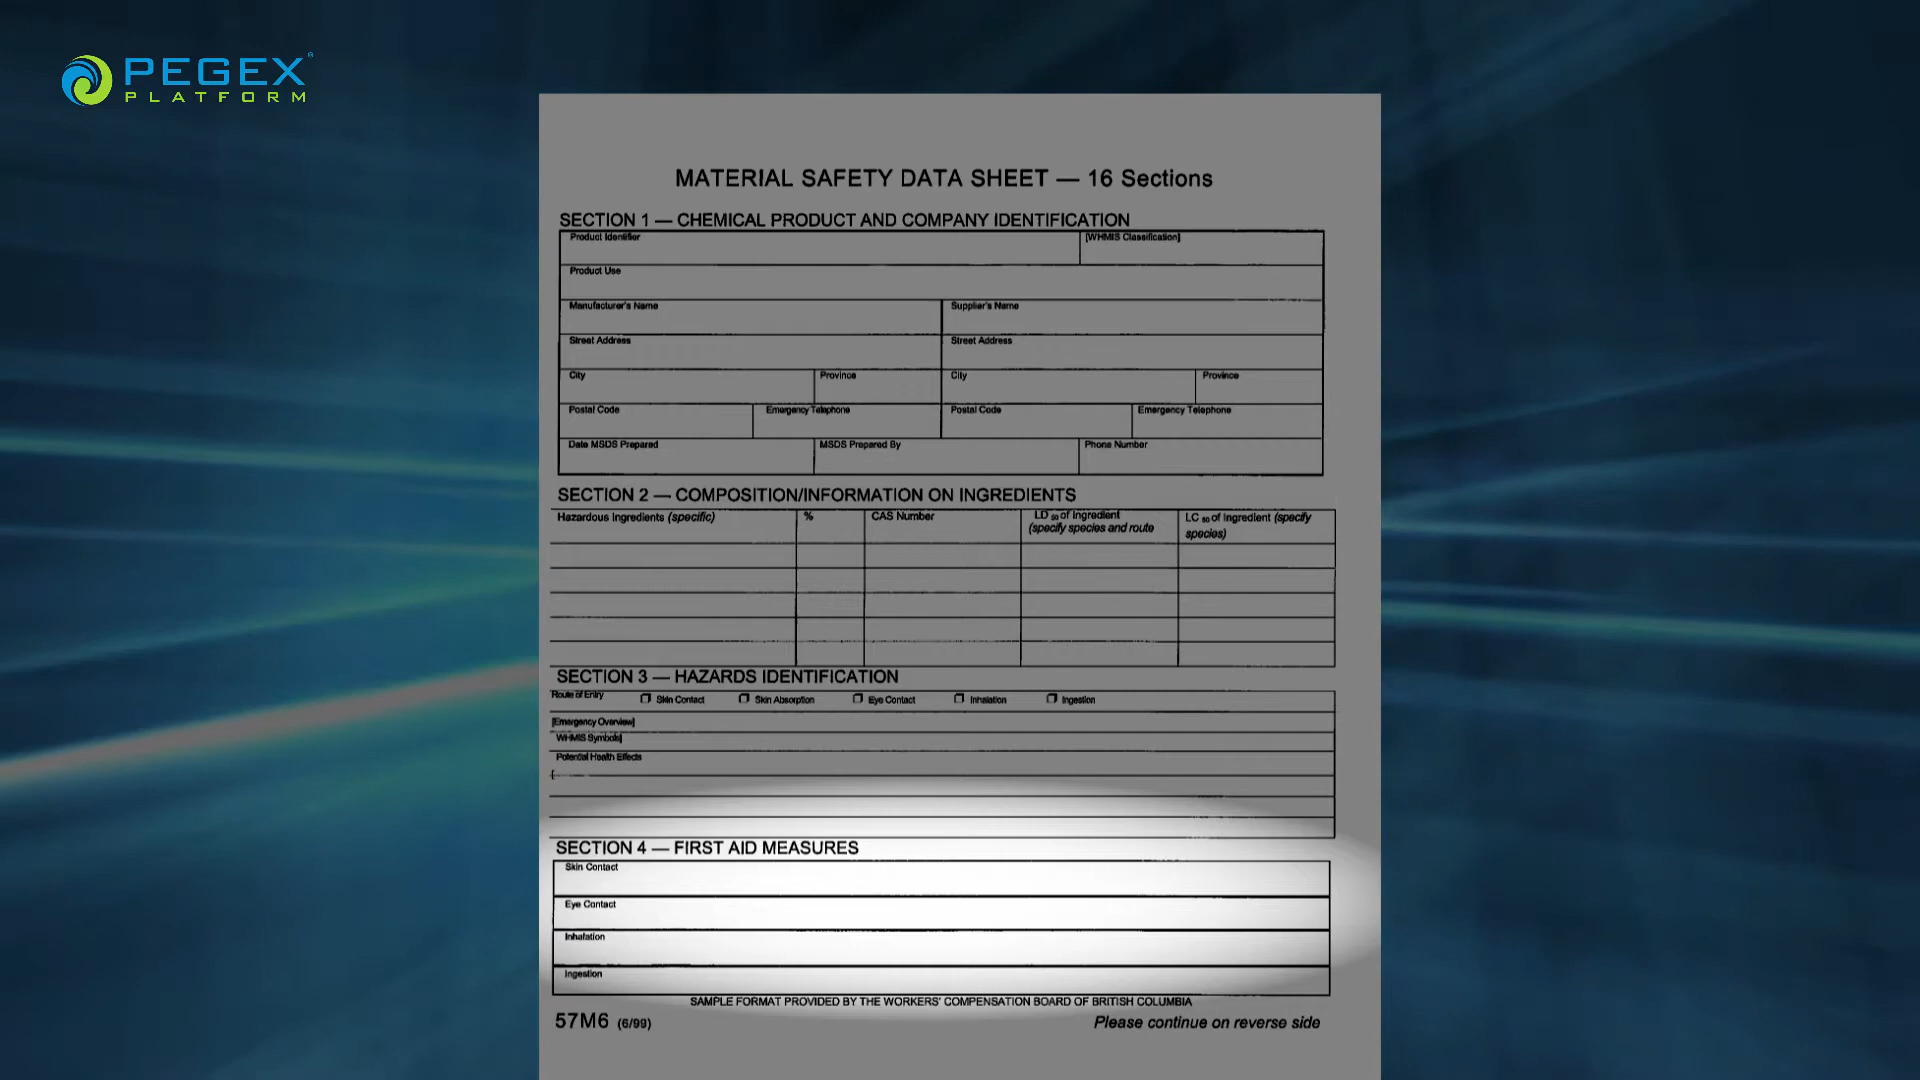 PEGEX®
PLATFORM
MATERIAL SAFETY DATA SHEET — 16 Sections
SECTION 1 — CHEMICAL PRODUCT AND COMPANY IDENTIFICATION
Product Identifier [WHMIS Classification]
Product Use
Manufacturer's Name Supplier's Name
Street Address Street Address
City Province City Province
Postal Code Emergency Telephone Postal Code Emergency Telephone
Date MSDS Prepared MSDS Prepared By Phone Number
SECTION 2 — COMPOSITION/INFORMATION ON INGREDIENTS
Hazardous Ingredients (specific) % CAS Number LD 50 of Ingredient LC 50 of Ingredient (specify
(specify species and route species)
SECTION 3 — HAZARDS IDENTIFICATION
Route of Entry ❒ Skin Contact ❒ Skin Absorption ❒ Eye Contact ❒ Inhalation ❒ Ingestion
[Emergency Overview]
WHMIS Symbols]
Potential Health Effects
[
SECTION 4 — FIRST AID MEASURES
Skin Contact
Eye Contact
Inhalation
Ingestion
SAMPLE FORMAT PROVIDED BY THE WORKERS' COMPENSATION BOARD OF BRITISH COLUMBIA
57M6 (6/99) Please continue on reverse side